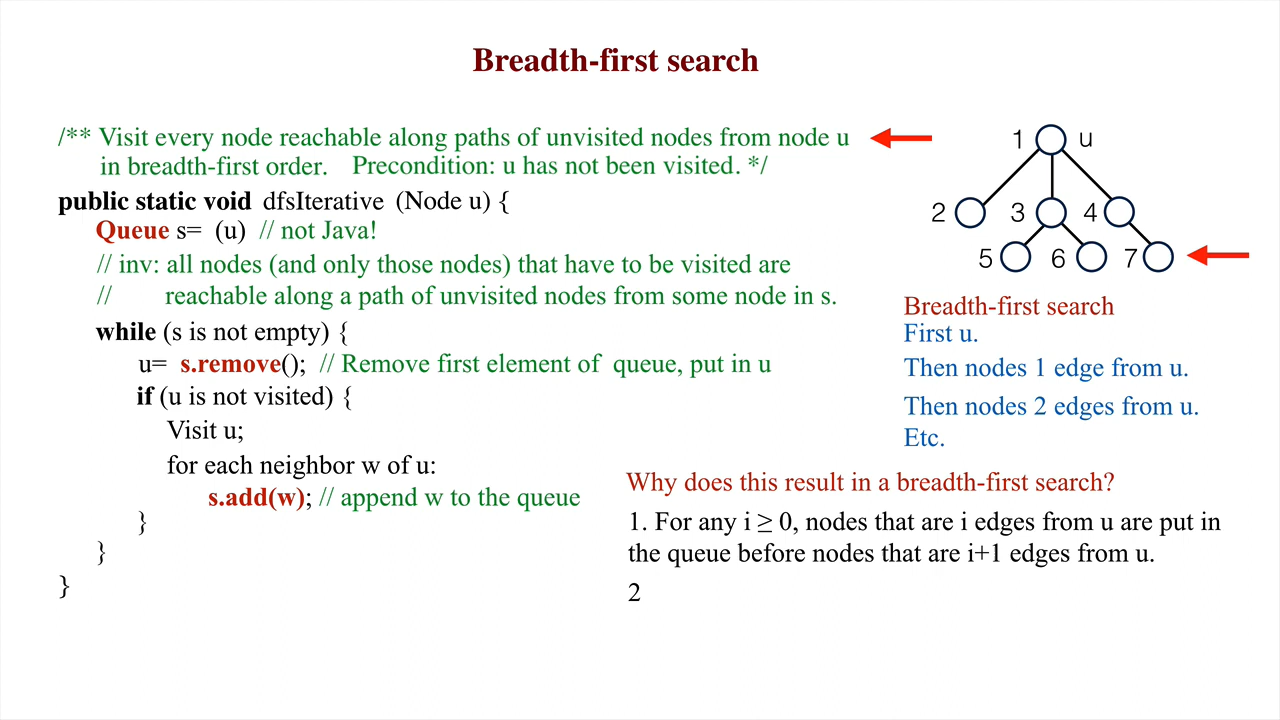 Breadth-first search
/** Visit every node reachable along paths of unvisited nodes from node u
in breadth-first order. Precondition: u has not been visited. */
public static void dfsIterative (Node u) {
Queue s= (u) // not Java!
// inv: all nodes (and only those nodes) that have to be visited are
// reachable along a path of unvisited nodes from some node in s.
while (s is not empty) {
u= s.remove(); // Remove first element of queue, put in u
if (u is not visited) {
Visit u;
for each neighbor w of u:
s.add(w); // append w to the queue
}
}
}
1 u
2 3 4
5 6 7
Breadth-first search
First u.
Then nodes 1 edge from u.
Then nodes 2 edges from u.
Etc.
Why does this result in a breadth-first search?
1. For any i ≥ 0, nodes that are i edges from u are put in
the queue before nodes that are i+1 edges from u.
2